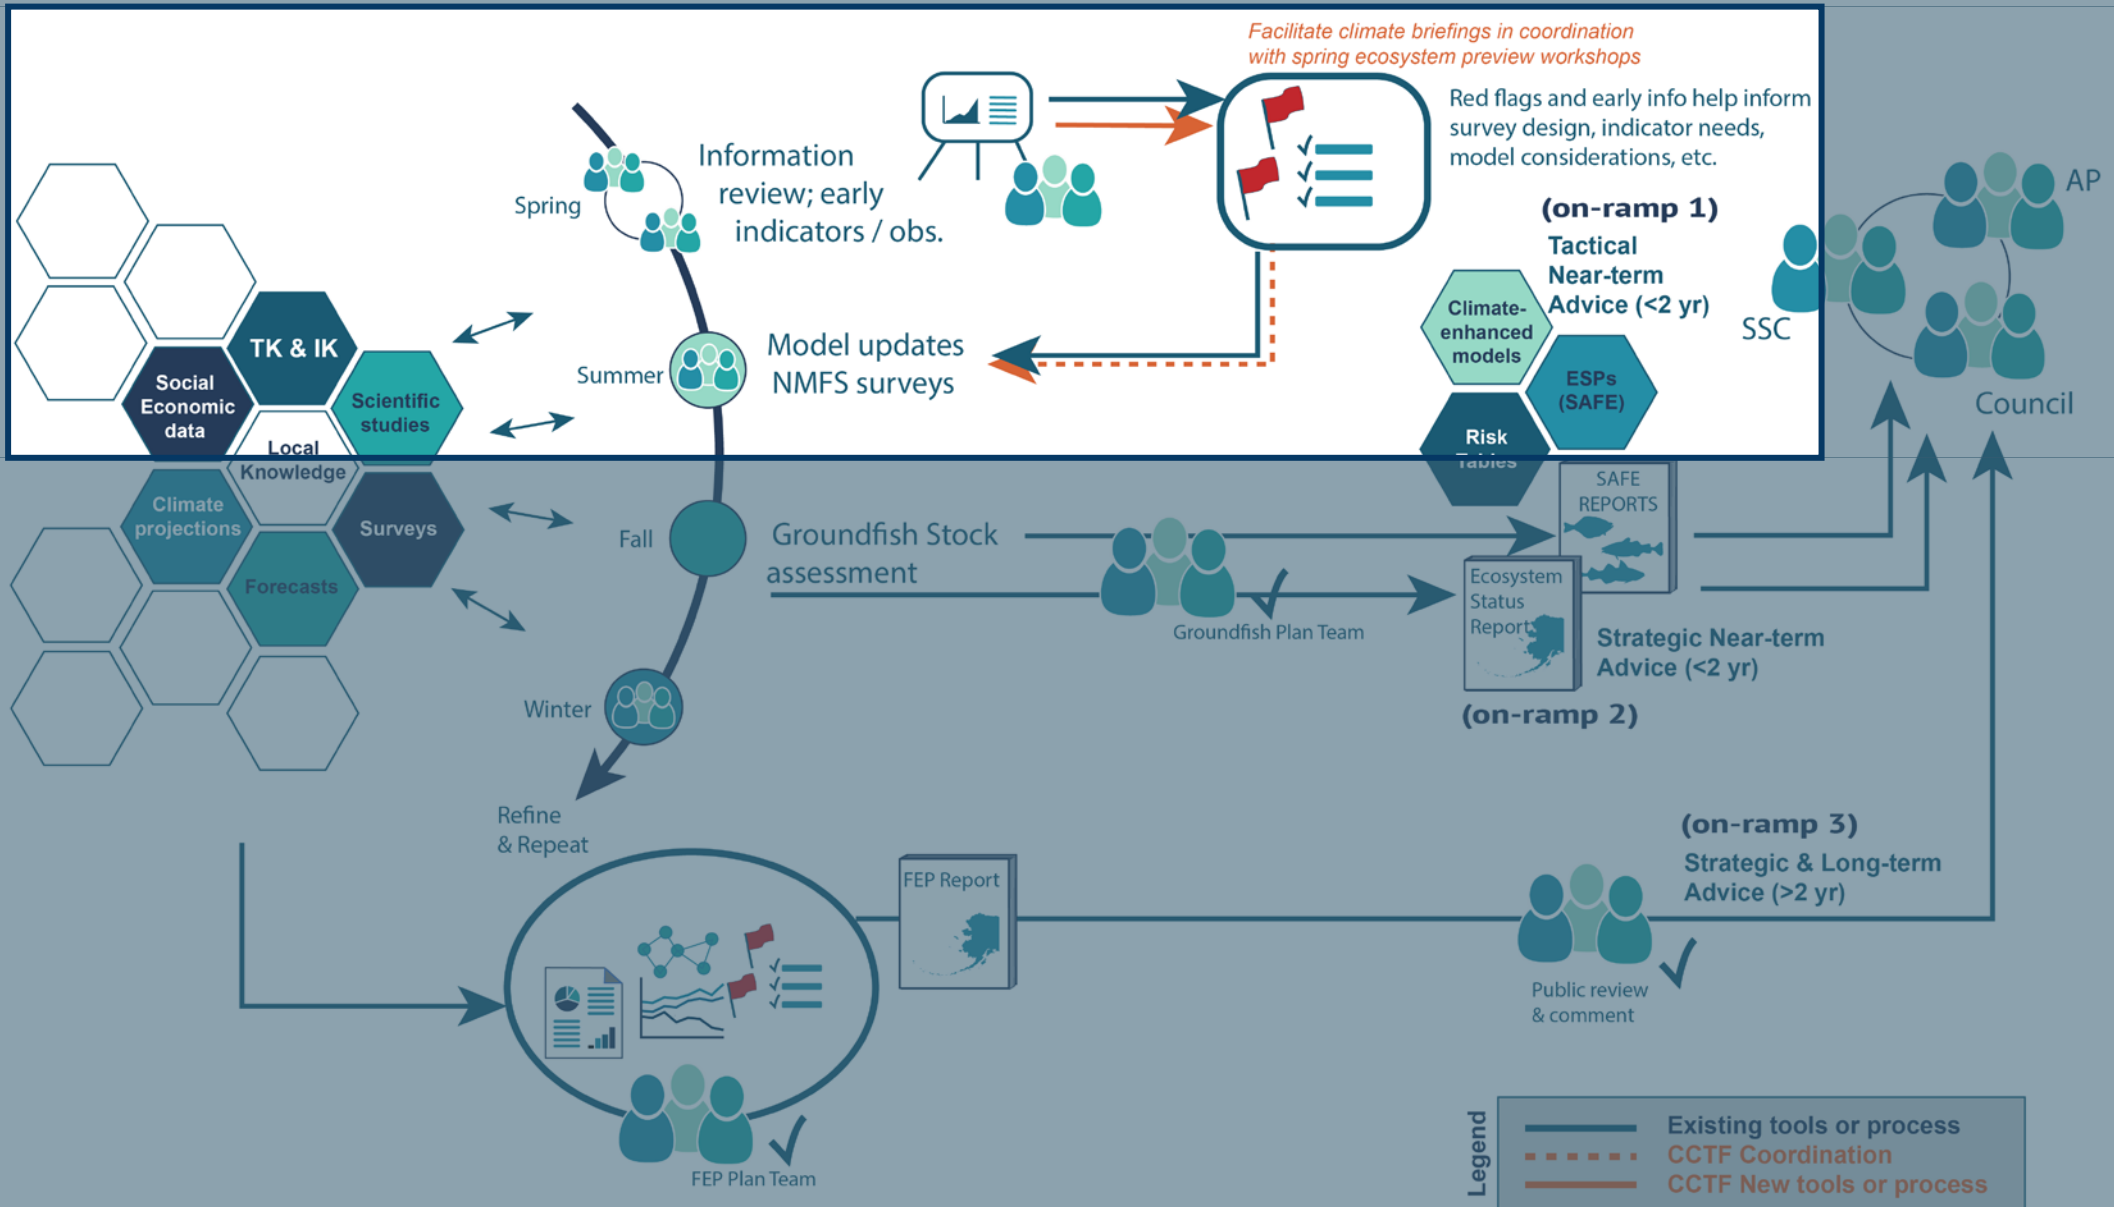 Facilitate climate briefings in coordination
with spring ecosystem preview workshops
Red flags and early info help inform
survey design, indicator needs,
model considerations, etc.
(on-ramp 1)
Tactical
Near-term
Advice (<2 yr)
Climate-
enhanced
models
ESPs
(SAFE)
Risk
Tables
Information
review; early
indicators / obs.
Spring
Summer
Model updates
NMFS surveys
TK & IK
Social
Economic
data
Scientific
studies
Local
Knowledge
Climate
projections
Surveys
Forecasts
AP
SSC
Council
Fall
Groundfish Stock
assessment
Groundfish Plan Team
SAFE
REPORTS
Ecosystem
Status
Report
Strategic Near-term
Advice (<2 yr)
(on-ramp 2)
Winter
Refine
& Repeat
FEP Report
FEP Plan Team
(on-ramp 3)
Strategic & Long-term
Advice (>2 yr)
Public review
& comment
Legend
Existing tools or process
CCTF Coordination
CCTF New tools or process